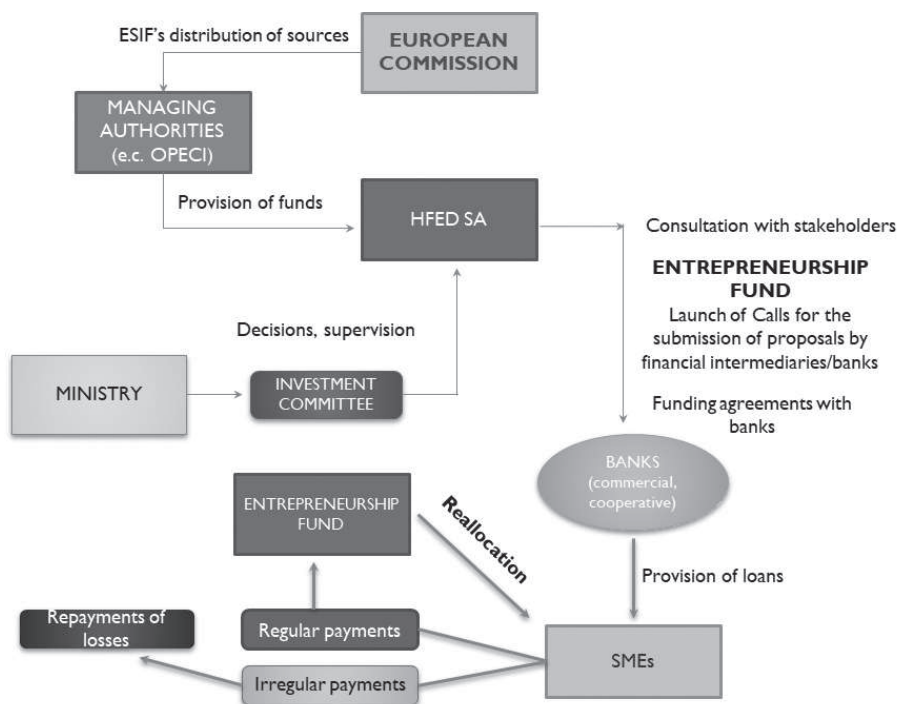 ESIF's distribution of sources
EUROPEAN
COMMISSION
MANAGING
AUTHORITIES
(e.c. OPECI)
Provision of funds
HFED SA
Consultation with stakeholders
ENTREPRENEURSHIP
FUND
Launch of Calls for the
submission of proposals by
financial intermediaries/banks
Decisions, supervision
MINISTRY
INVESTMENT
COMMITTEE
Funding agreements with
banks
BANKS
(commercial,
cooperative)
ENTREPRENEURSHIP
FUND
Reallocation
Provision of loans
Repayments of
losses
Regular payments
SMEs
Irregular payments